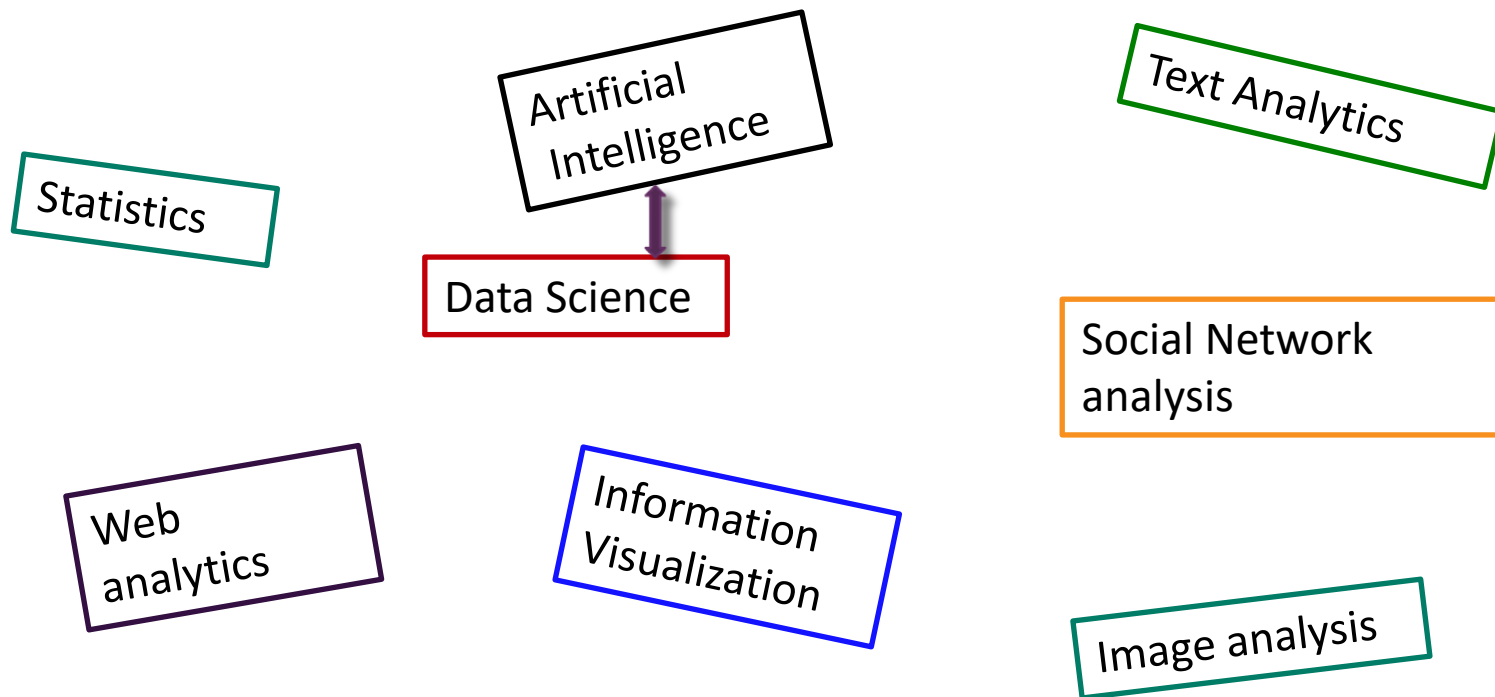 Artificial
Intelligence
Text Analytics
Statistics
Data Science
Social Network
analysis
Web
analytics
Information
Visualization
Image analysis